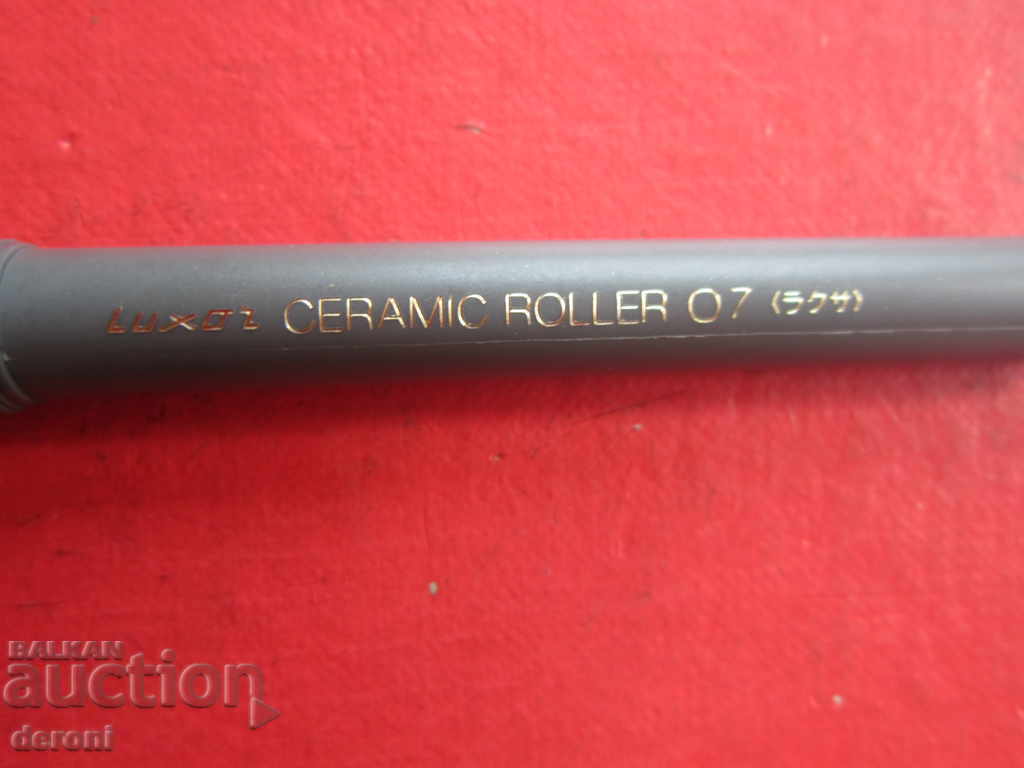 Luxor CERAMIC ROLLER 07 (ラクサ)
BALKAN
auction
deroni